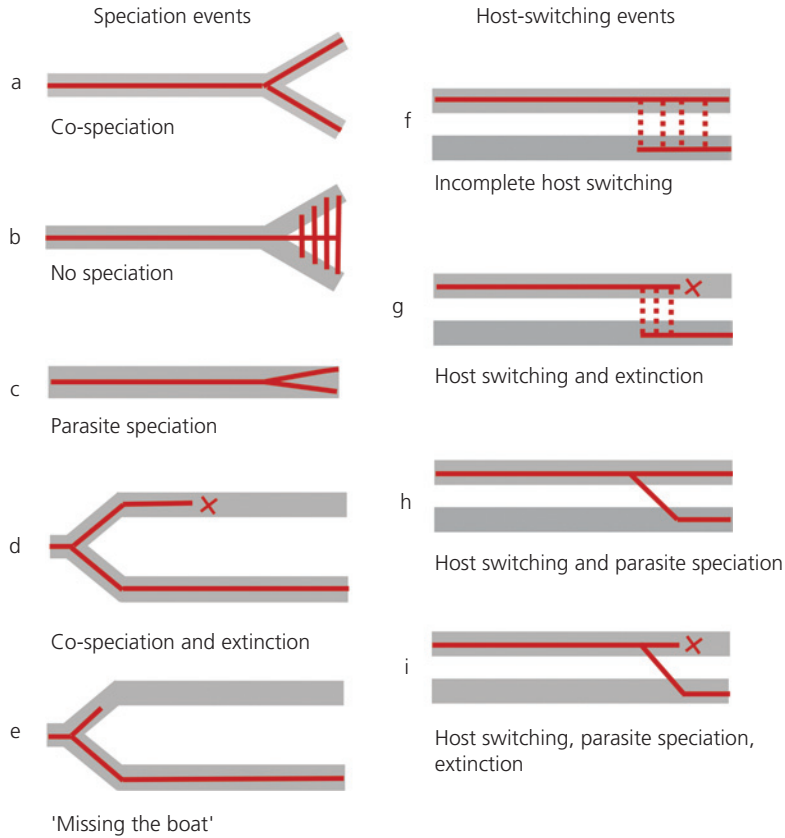 Speciation events
a
Co-speciation
b
No speciation
c
Parasite speciation
d
Co-speciation and extinction
e
'Missing the boat'
Host-switching events
f
Incomplete host switching
g
Host switching and extinction
h
Host switching and parasite speciation
i
Host switching, parasite speciation,
extinction